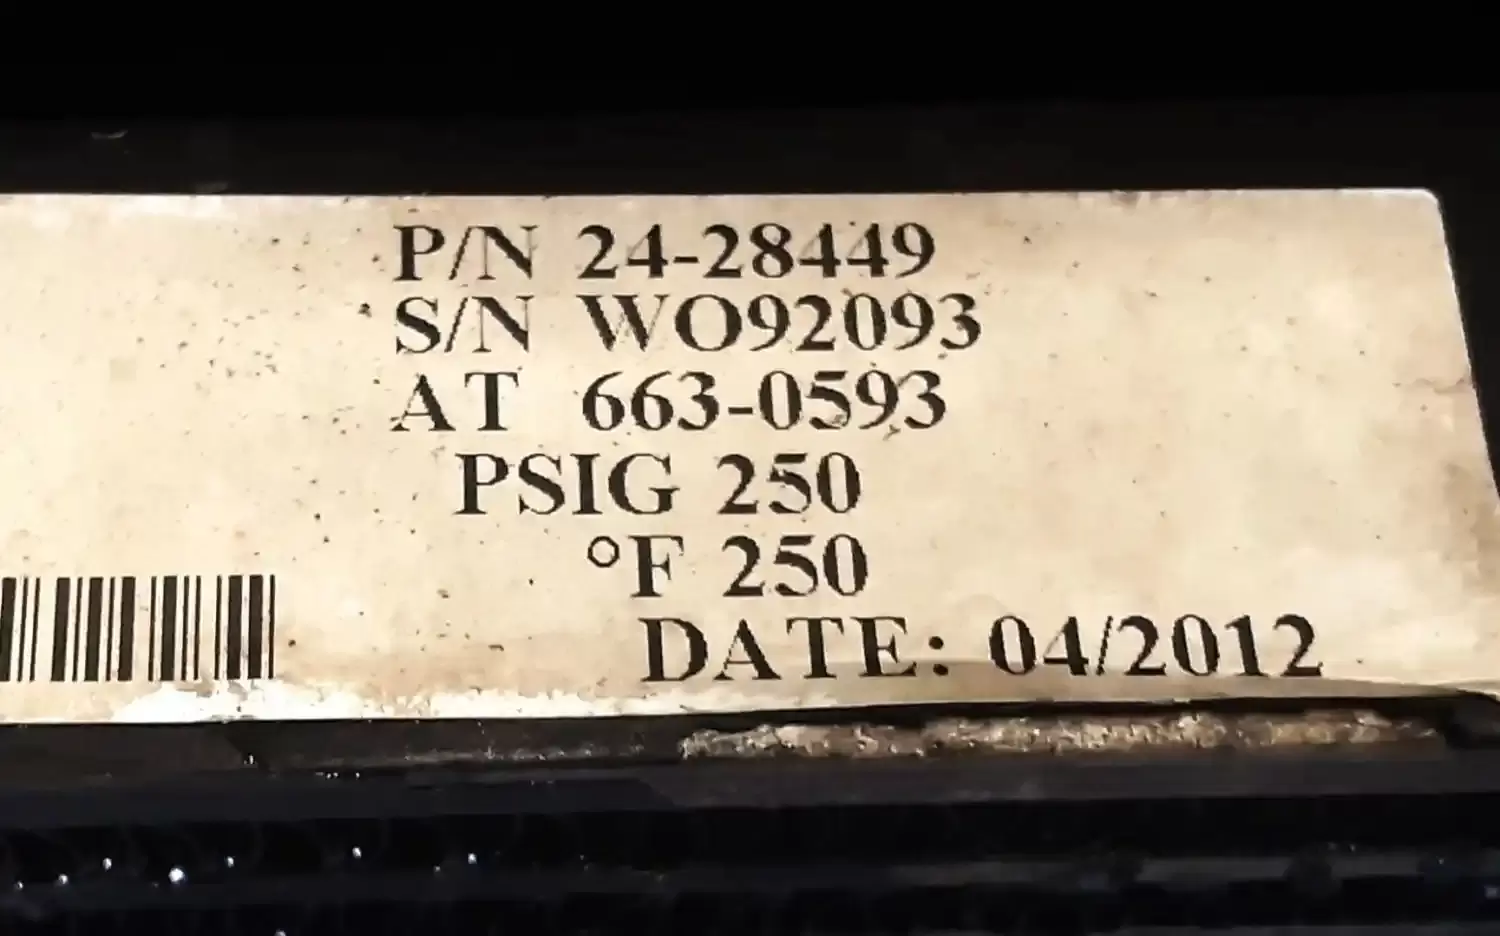 P/N 24-28449
S/N WO92093
AT 663-0593
PSIG 250
°F 250
DATE: 04/2012